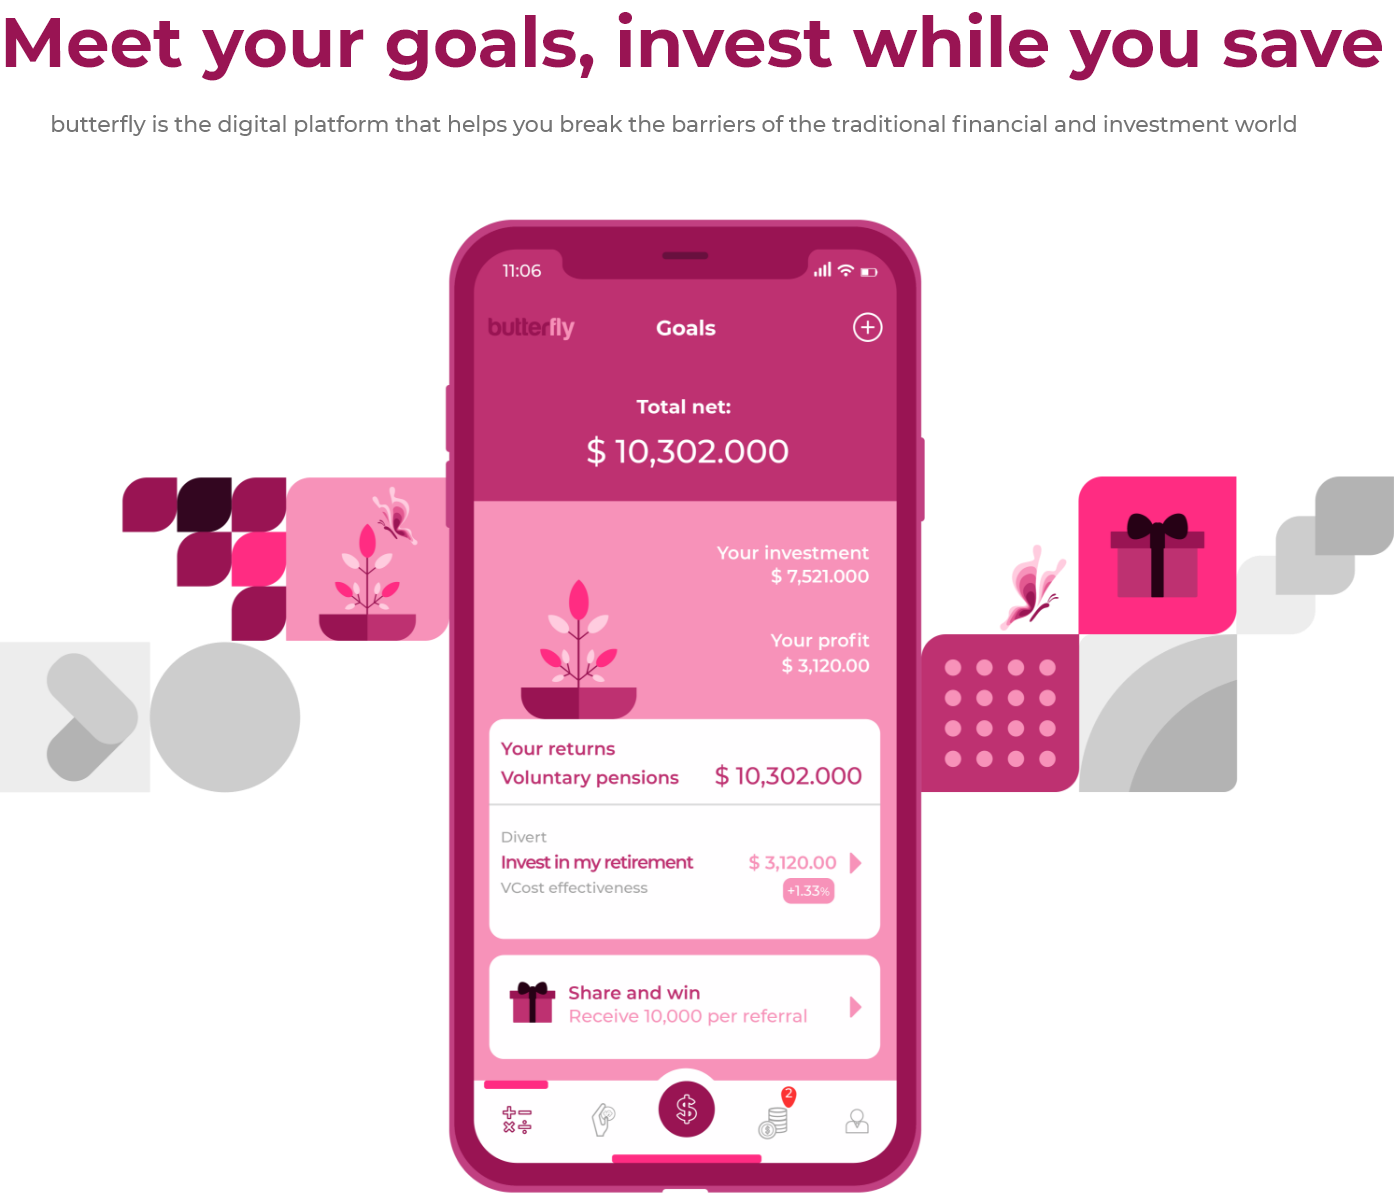 Meet your goals, invest while you save
butterfly is the digital platform that helps you break the barriers of the traditional financial and investment world
11:06
butterfly
Goals
Total net:
$ 10,302.000
Your investment
$ 7,521.000
Your profit
$ 3,120.00
Your returns
Voluntary pensions $ 10,302.000
Divert
Invest in my retirement $ 3,120.00
VCost effectiveness +1.33%
Share and win
Receive 10,000 per referral
2